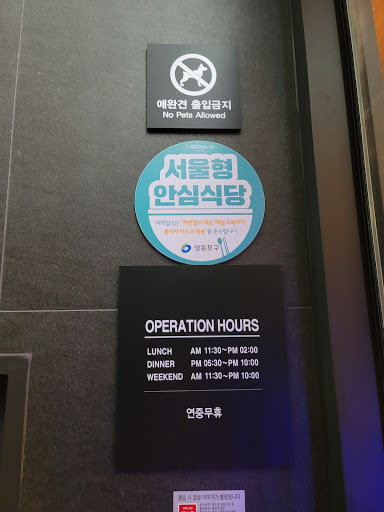 애완견 출입금지
No Pets Allowed
I·SEOUL·U
서울형
안심식당
영등포구
OPERATION HOURS
LUNCH AM 11:30~PM 02:00
DINNER PM 05:30~PM 10:00
WEEKEND AM 11:30~PM 10:00
연중무휴